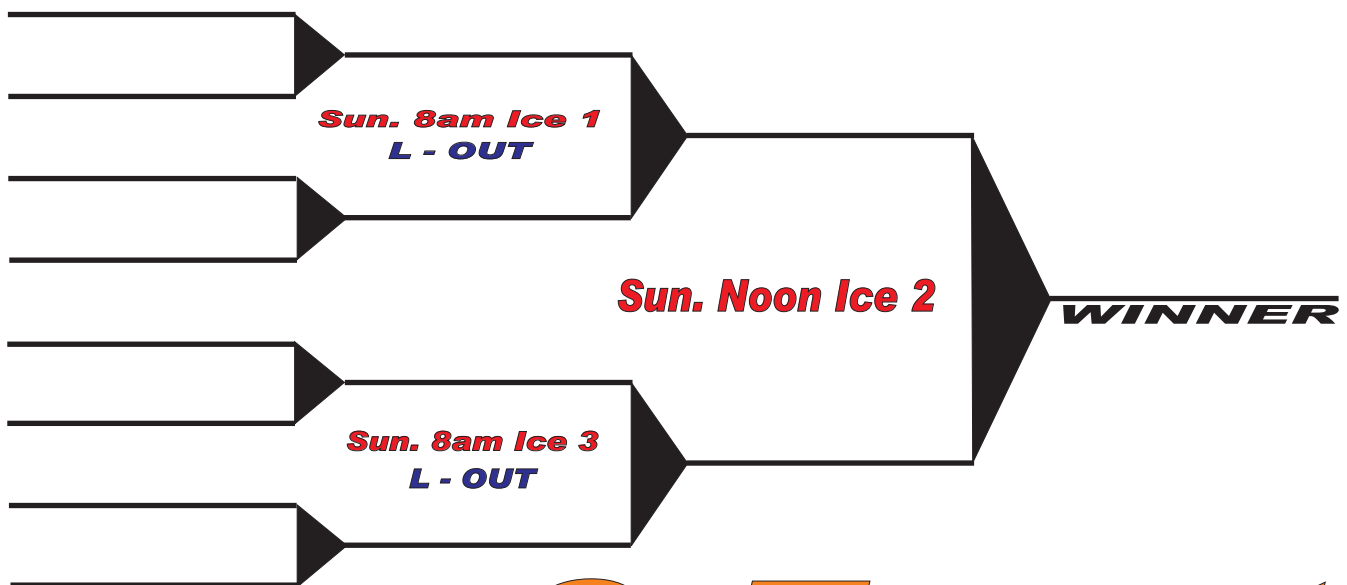 Sun. 8am Ice 1
L - OUT
Sun. Noon Ice 2
WINNER
Sun. 8am Ice 3
L - OUT